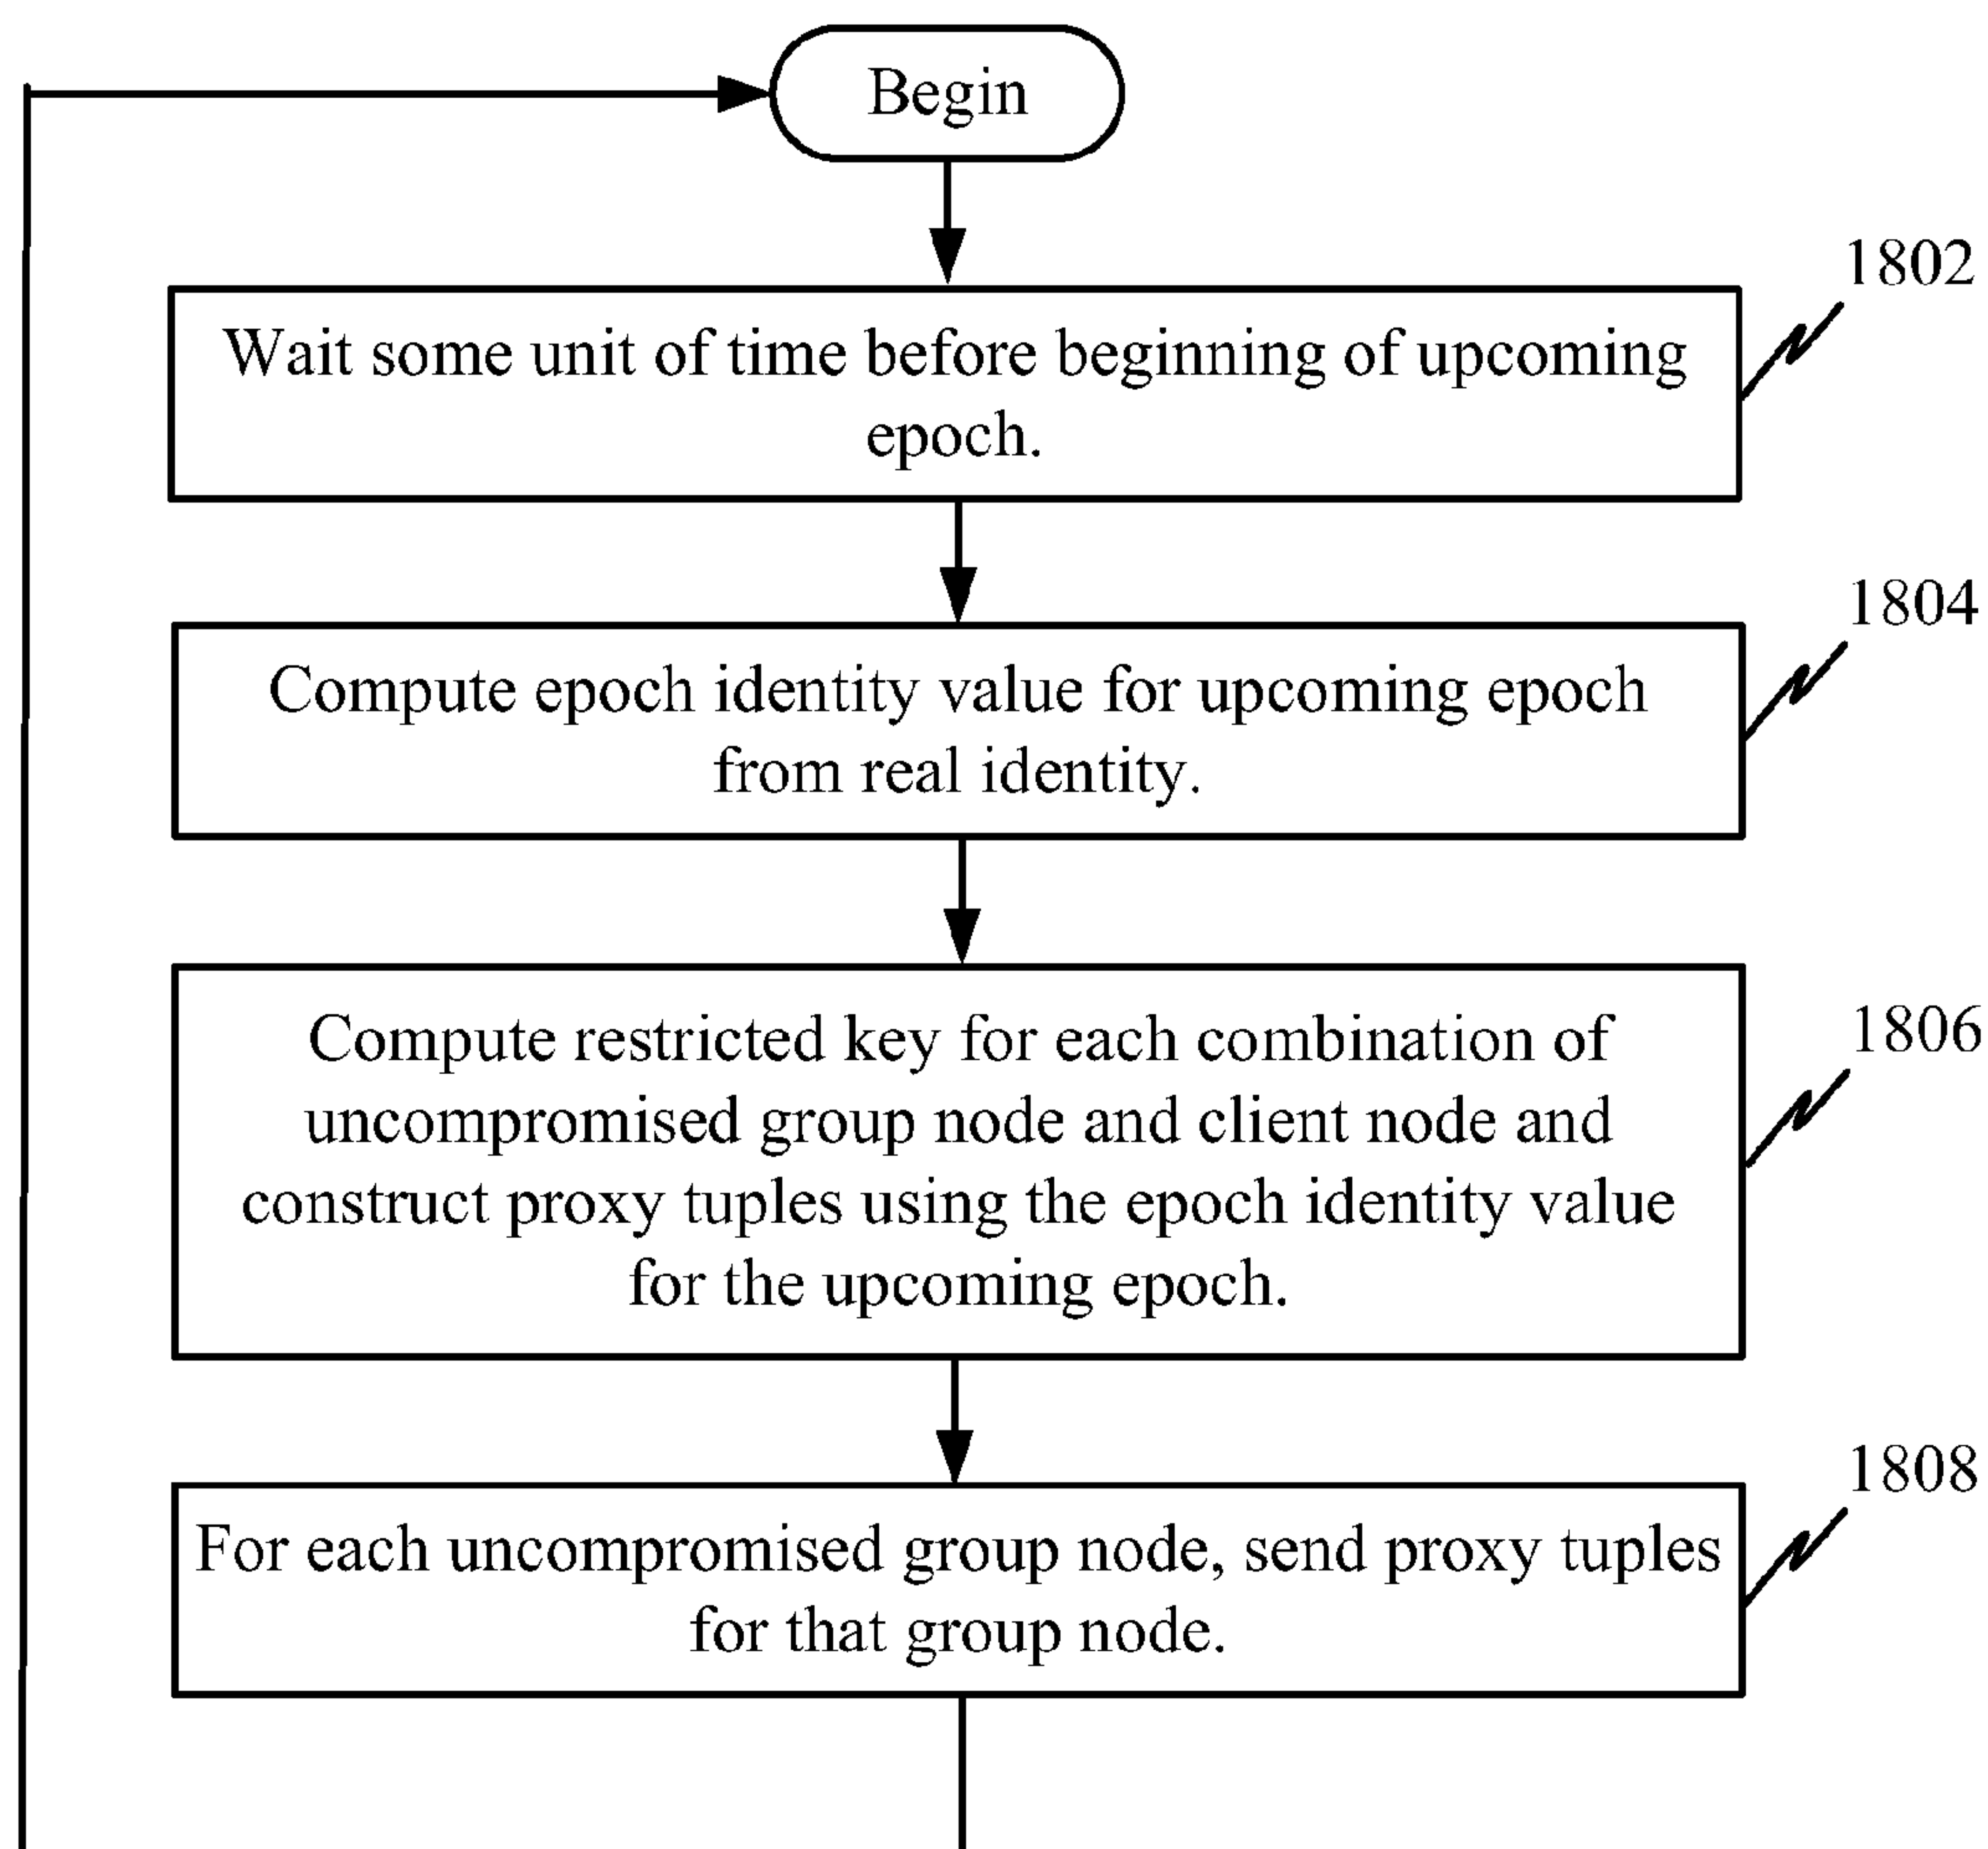 Begin
1802
Wait some unit of time before beginning of upcoming
epoch.
1804
Compute epoch identity value for upcoming epoch
from real identity.
1806
Compute restricted key for each combination of
uncompromised group node and client node and
construct proxy tuples using the epoch identity value
for the upcoming epoch.
1808
For each uncompromised group node, send proxy tuples
for that group node.